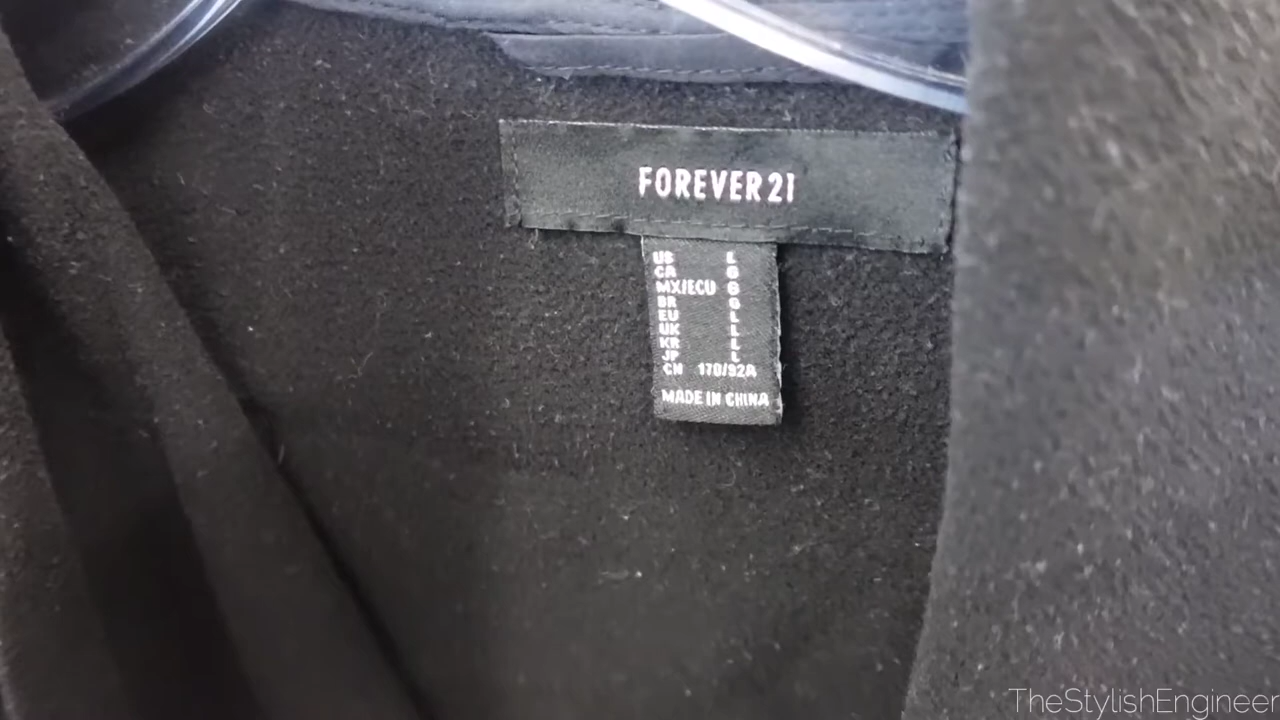 FOREVER 21
US L
CA G
MX/ECU G
BR G
EU L
UK L
KR L
JP L
CN 170/92A
MADE IN CHINA
TheStylishEngineer